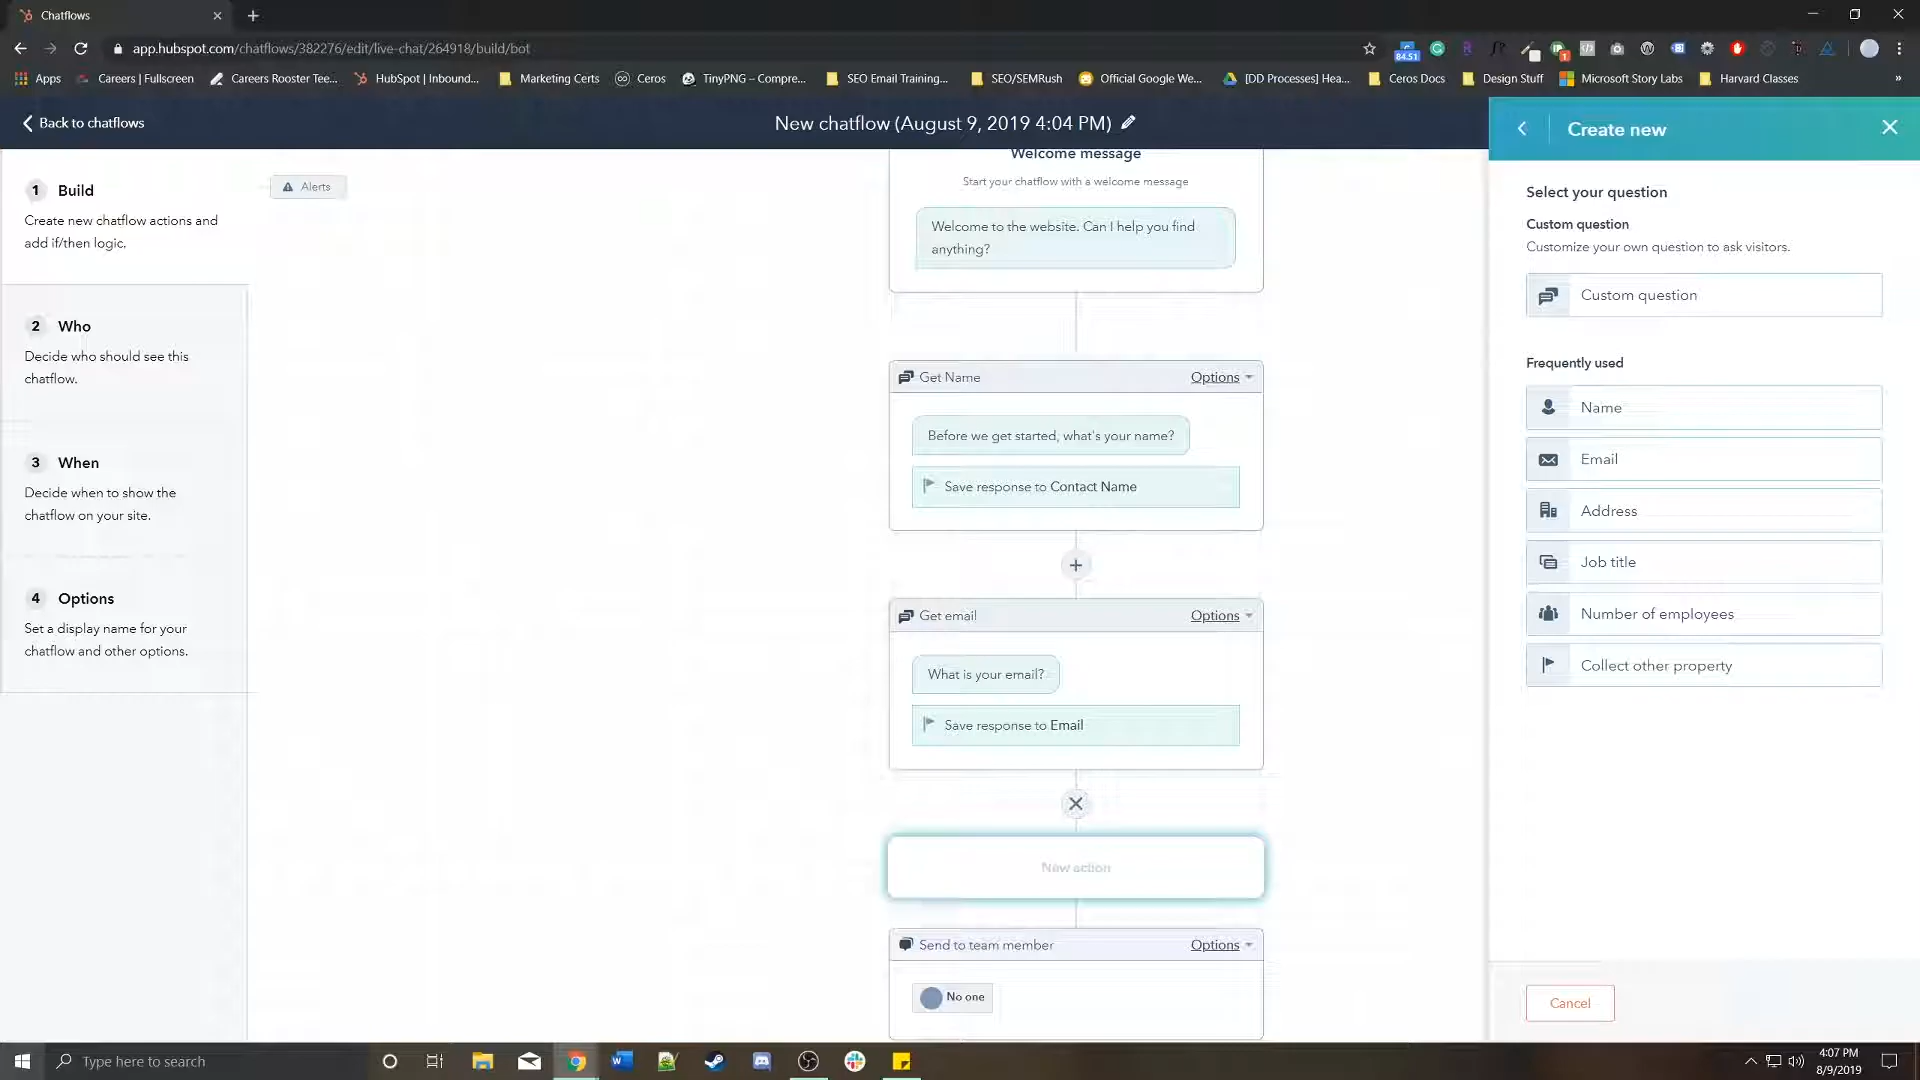 Chatflows
app.hubspot.com/chatflows/382276/edit/live-chat/264918/build/bot
84.51
1
Apps
Careers | Fullscreen
Careers Rooster Tee...
HubSpot | Inbound...
Marketing Certs
Ceros
TinyPNG – Compre...
SEO Email Training...
SEO/SEMRush
Official Google We...
[DD Processes] Hea...
Ceros Docs
Design Stuff
Microsoft Story Labs
Harvard Classes
»
Back to chatflows
New chatflow (August 9, 2019 4:04 PM)
1 Build
Create new chatflow actions and
add if/then logic.
2 Who
Decide who should see this
chatflow.
3 When
Decide when to show the
chatflow on your site.
4 Options
Set a display name for your
chatflow and other options.
Alerts
Welcome message
Start your chatflow with a welcome message
Welcome to the website. Can I help you find
anything?
Get Name
Options
Before we get started, what's your name?
Save response to Contact Name
Get email
Options
What is your email?
Save response to Email
New action
Send to team member
Options
No one
Create new
Select your question
Custom question
Customize your own question to ask visitors.
Custom question
Frequently used
Name
Email
Address
Job title
Number of employees
Collect other property
Cancel
Type here to search
4:07 PM
8/9/2019